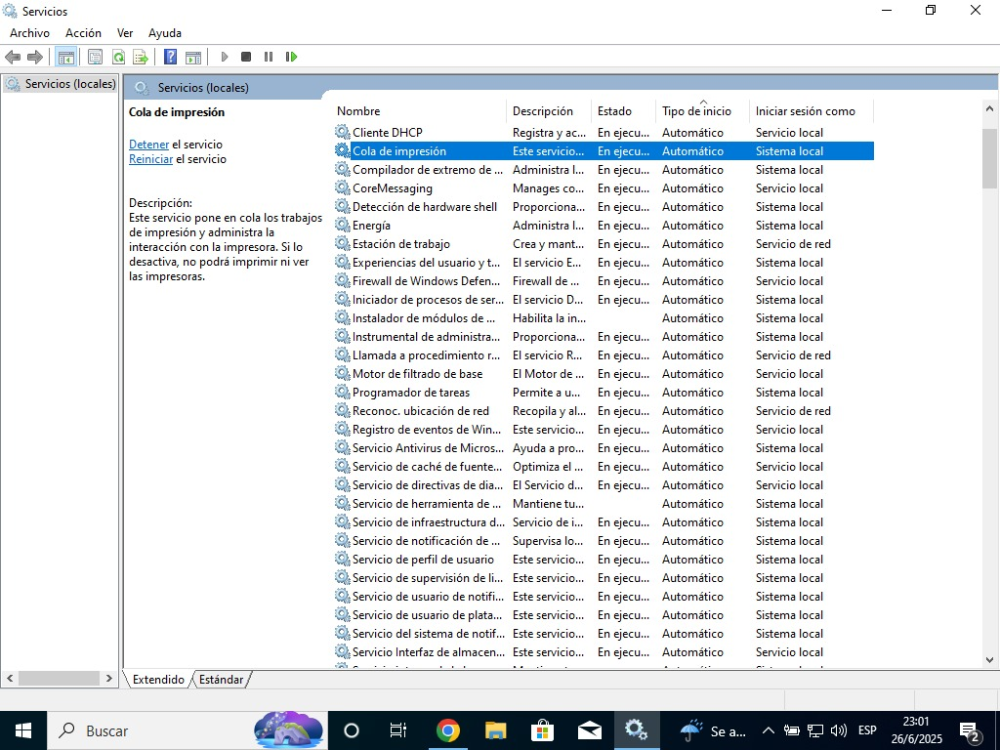 Servicios
Archivo Acción Ver Ayuda
Servicios (locales)
Servicios (locales)
Cola de impresión
Detener el servicio
Reiniciar el servicio
Descripción:
Este servicio pone en cola los trabajos
de impresión y administra la
interacción con la impresora. Si lo
desactiva, no podrá imprimir ni ver
las impresoras.
Nombre Descripción Estado Tipo de inicio Iniciar sesión como
Cliente DHCP Registra y ac... En ejecu... Automático Servicio local
Cola de impresión Este servicio... En ejecu... Automático Sistema local
Compilador de extremo de ... Administra l... En ejecu... Automático Sistema local
CoreMessaging Manages co... En ejecu... Automático Servicio local
Detección de hardware shell Proporciona... En ejecu... Automático Sistema local
Energía Administra l... En ejecu... Automático Sistema local
Estación de trabajo Crea y mant... En ejecu... Automático Servicio de red
Experiencias del usuario y t... El servicio E... En ejecu... Automático Sistema local
Firewall de Windows Defen... Firewall de ... En ejecu... Automático Servicio local
Iniciador de procesos de ser... El servicio D... En ejecu... Automático Sistema local
Instalador de módulos de ... Habilita la in... Automático Sistema local
Instrumental de administra... Proporciona... En ejecu... Automático Sistema local
Llamada a procedimiento r... El servicio R... En ejecu... Automático Servicio de red
Motor de filtrado de base El Motor de ... En ejecu... Automático Servicio local
Programador de tareas Permite a u... En ejecu... Automático Sistema local
Reconoc. ubicación de red Recopila y al... En ejecu... Automático Servicio de red
Registro de eventos de Win... Este servicio... En ejecu... Automático Servicio local
Servicio Antivirus de Micros... Ayuda a pro... En ejecu... Automático Sistema local
Servicio de caché de fuente... Optimiza el ... En ejecu... Automático Servicio local
Servicio de directivas de dia... El Servicio d... En ejecu... Automático Servicio local
Servicio de herramienta de ... Mantiene tu... Automático Sistema local
Servicio de infraestructura d... Servicio de i... En ejecu... Automático Sistema local
Servicio de notificación de ... Supervisa lo... En ejecu... Automático Sistema local
Servicio de perfil de usuario Este servicio... En ejecu... Automático Sistema local
Servicio de supervisión de li... Este servicio... En ejecu... Automático Sistema local
Servicio de usuario de notifi... Este servicio... En ejecu... Automático Sistema local
Servicio de usuario de plata... Este servicio... En ejecu... Automático Sistema local
Servicio del sistema de notif... Este servicio... En ejecu... Automático Sistema local
Servicio Interfaz de almacen... Este servicio... En ejecu... Automático Servicio local
Extendido Estándar
Buscar
Se a...
ESP
23:01
26/6/2025
2